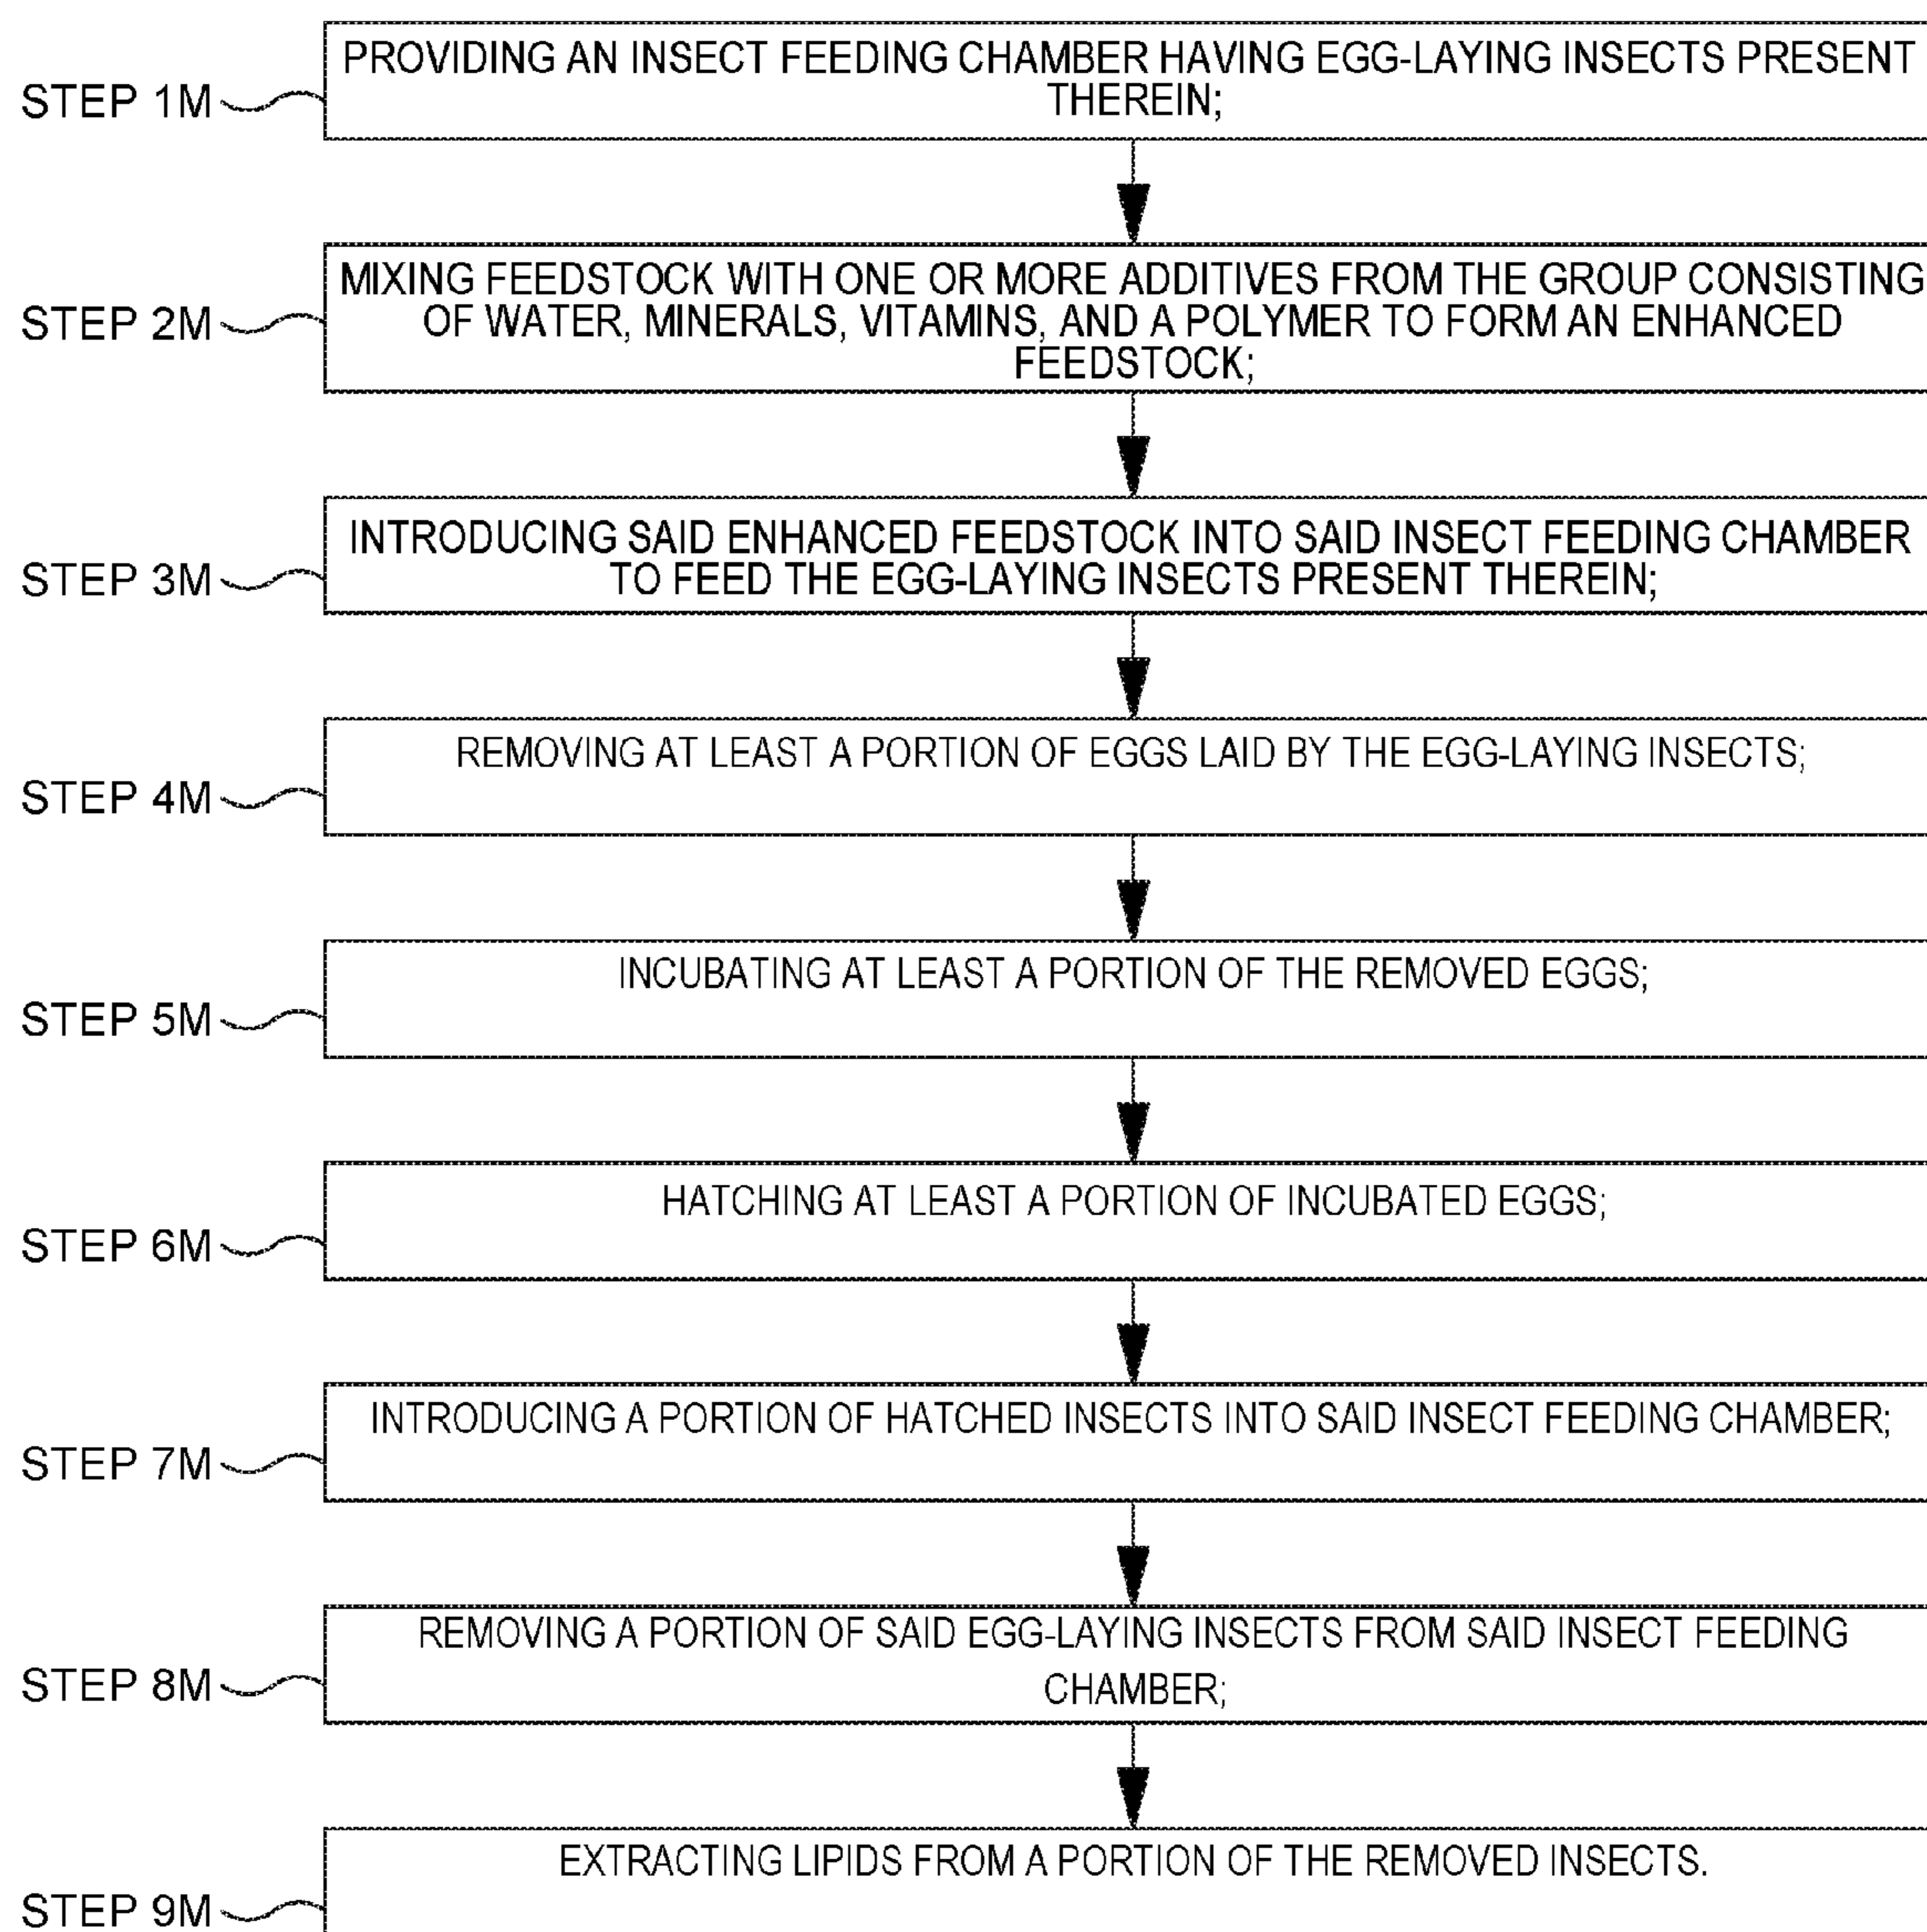 STEP 1M
PROVIDING AN INSECT FEEDING CHAMBER HAVING EGG-LAYING INSECTS PRESENT
THEREIN;
STEP 2M
MIXING FEEDSTOCK WITH ONE OR MORE ADDITIVES FROM THE GROUP CONSISTING
OF WATER, MINERALS, VITAMINS, AND A POLYMER TO FORM AN ENHANCED
FEEDSTOCK;
STEP 3M
INTRODUCING SAID ENHANCED FEEDSTOCK INTO SAID INSECT FEEDING CHAMBER
TO FEED THE EGG-LAYING INSECTS PRESENT THEREIN;
STEP 4M
REMOVING AT LEAST A PORTION OF EGGS LAID BY THE EGG-LAYING INSECTS;
STEP 5M
INCUBATING AT LEAST A PORTION OF THE REMOVED EGGS;
STEP 6M
HATCHING AT LEAST A PORTION OF INCUBATED EGGS;
STEP 7M
INTRODUCING A PORTION OF HATCHED INSECTS INTO SAID INSECT FEEDING CHAMBER;
STEP 8M
REMOVING A PORTION OF SAID EGG-LAYING INSECTS FROM SAID INSECT FEEDING
CHAMBER;
STEP 9M
EXTRACTING LIPIDS FROM A PORTION OF THE REMOVED INSECTS.